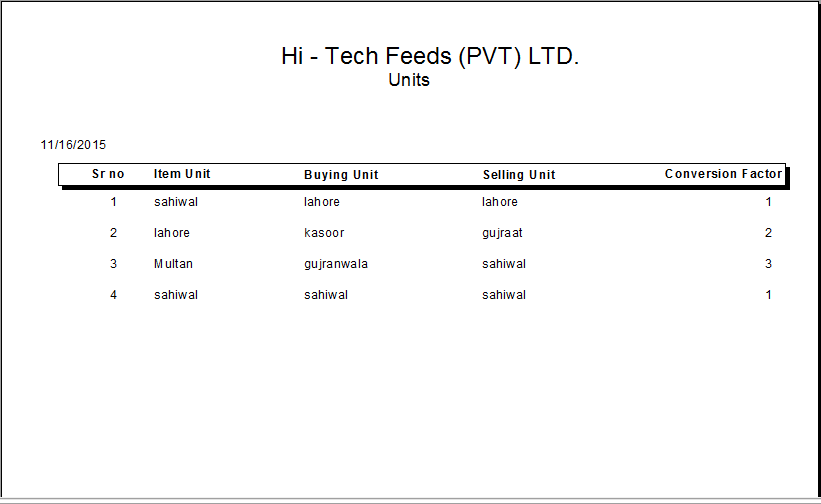 Hi - Tech Feeds (PVT) LTD.
Units
11/16/2015
Sr no Item Unit Buying Unit Selling Unit Conversion Factor
1 sahiwal lahore lahore 1
2 lahore kasoor gujraat 2
3 Multan gujranwala sahiwal 3
4 sahiwal sahiwal sahiwal 1